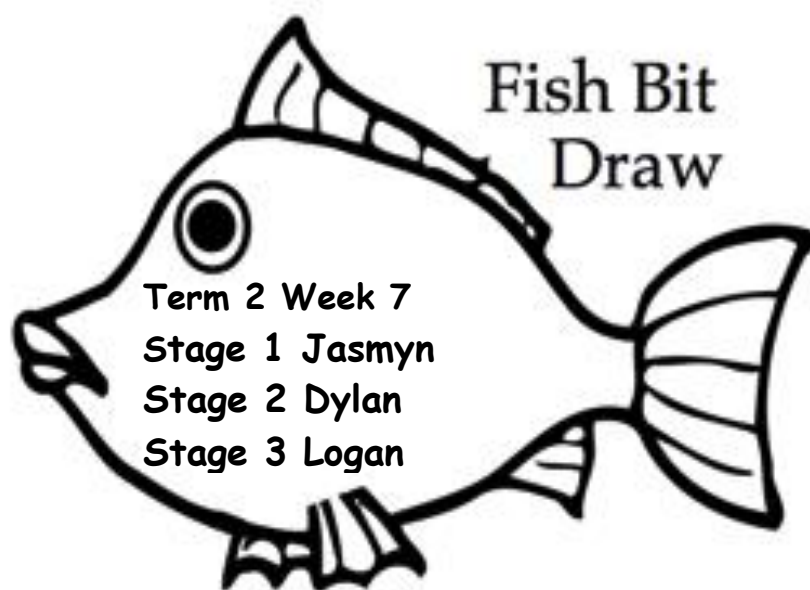 Fish Bit
Draw
Term 2 Week 7
Stage 1 Jasmyn
Stage 2 Dylan
Stage 3 Logan